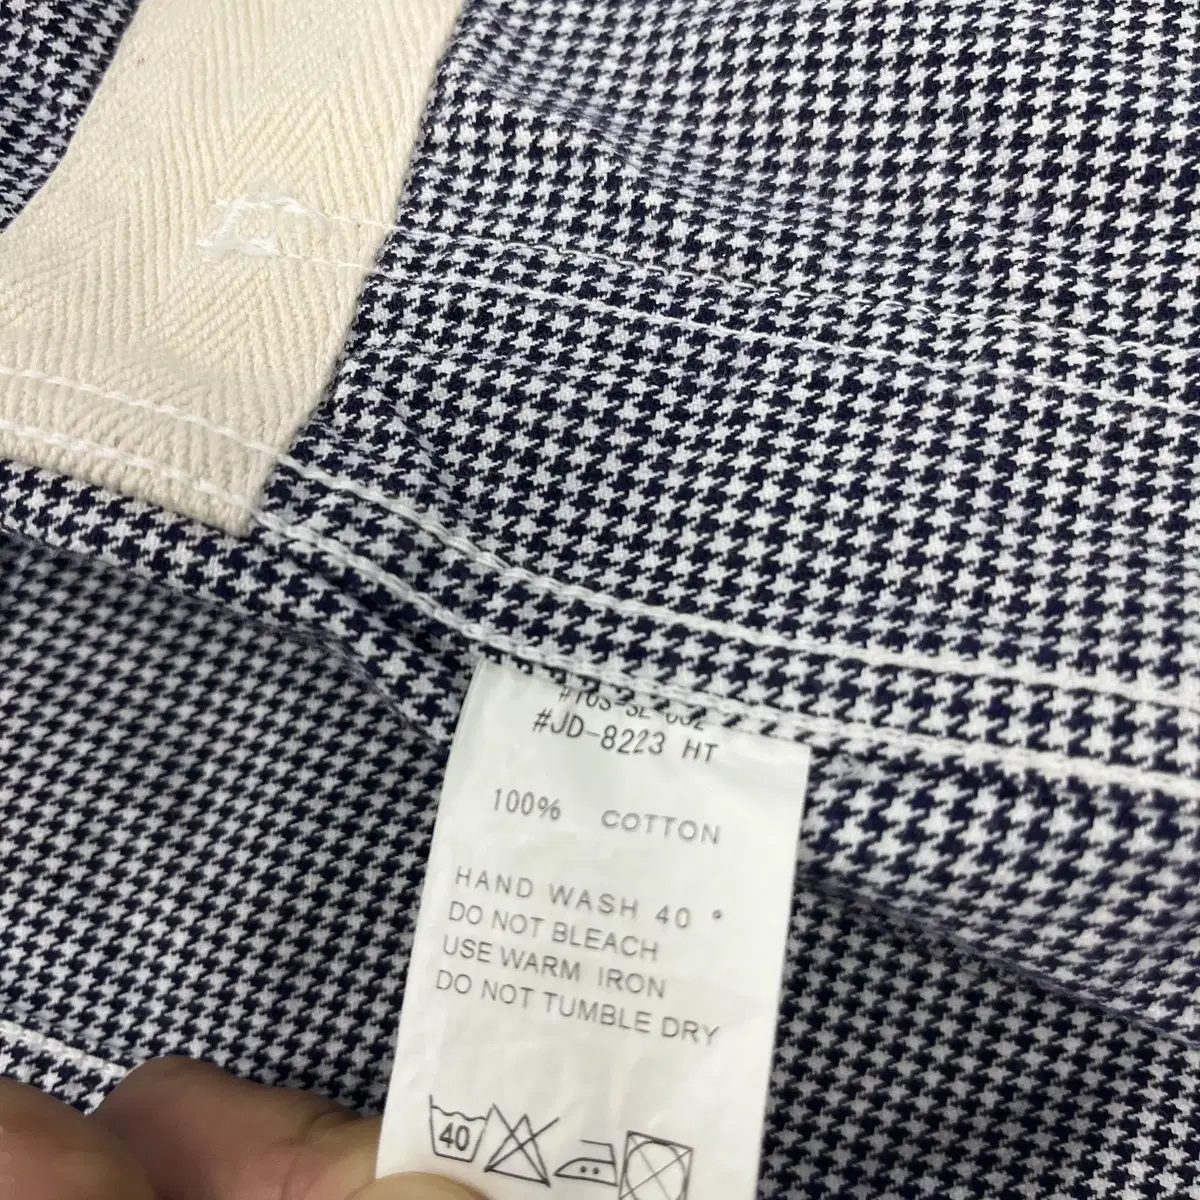 #JD-8223 HT
100% COTTON
HAND WASH 40 °
DO NOT BLEACH
USE WARM IRON
DO NOT TUMBLE DRY
40